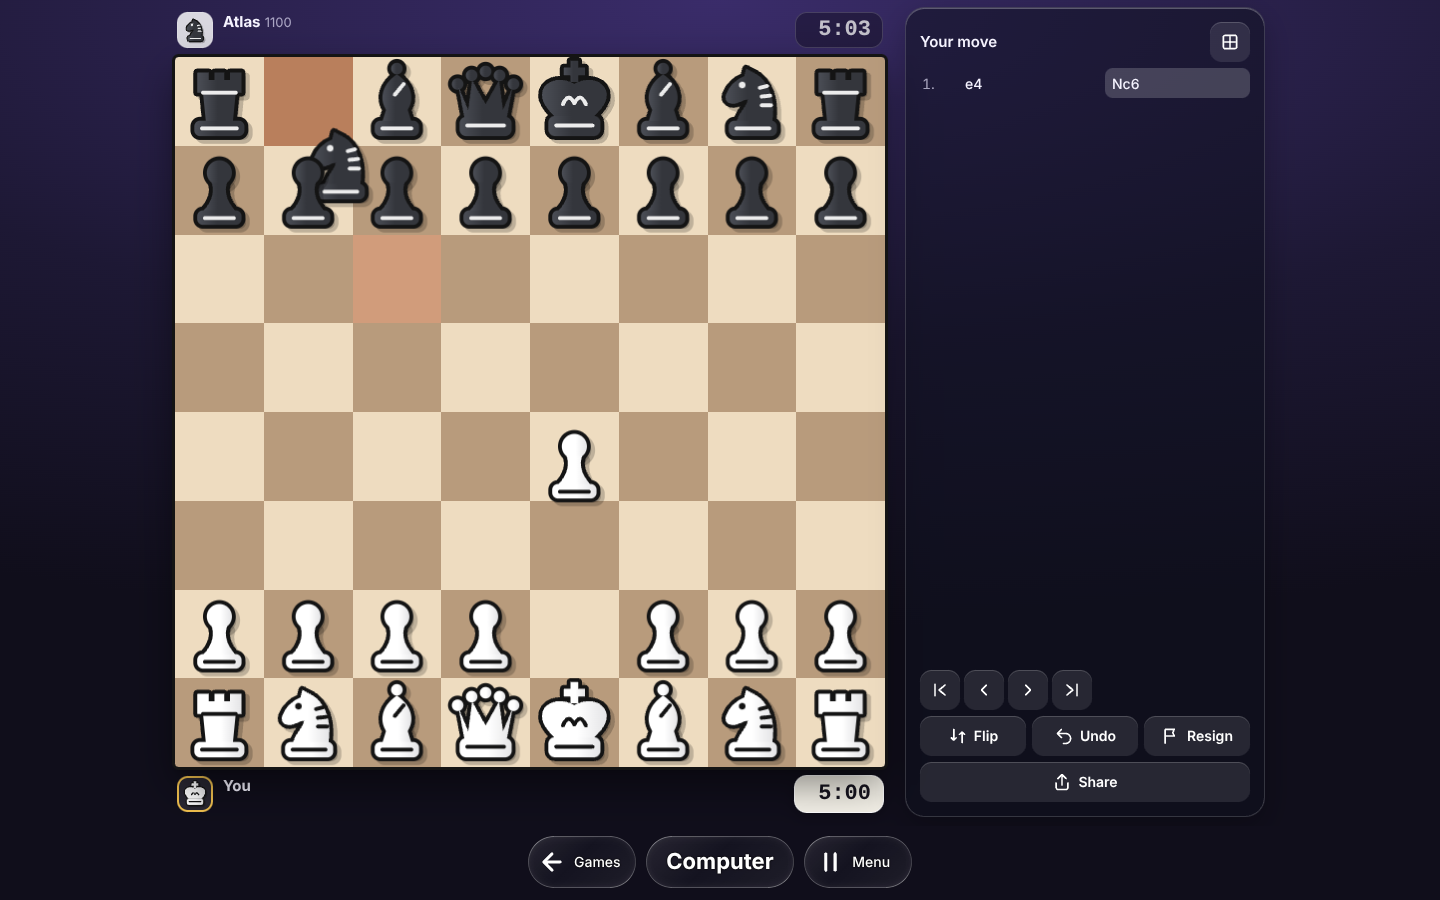 Atlas 1100
5:03
Your move
1. e4 Nc6
Flip
Undo
Resign
Share
You
5:00
Games
Computer
Menu